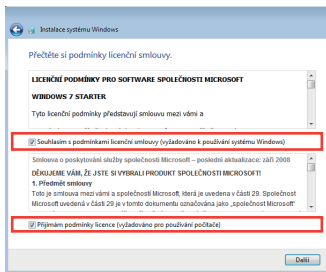 Instalace systému Windows
Přečtěte si podmínky licenční smlouvy.
LICENČNÍ PODMÍNKY PRO SOFTWARE SPOLEČNOSTI MICROSOFT
WINDOWS 7 STARTER
Tyto licenční podmínky představují smlouvu mezi vámi a
Souhlasím s podmínkami licenční smlouvy (vyžadováno k používání systému Windows)
Smlouva o poskytování služby společnosti Microsoft – poslední aktualizace: září 2008
DĚKUJEME VÁM, ŽE JSTE SI VYBRALI PRODUKT SPOLEČNOSTI MICROSOFT!
1. Předmět smlouvy
Toto je smlouva mezi vámi a společností Microsoft, která je uvedena v části 29. Společnost
Microsoft uvedená v části 29 je v tomto dokumentu označována jako „společnost Microsoft“
Přijímám podmínky licence (vyžadováno pro používání počítače)
Další